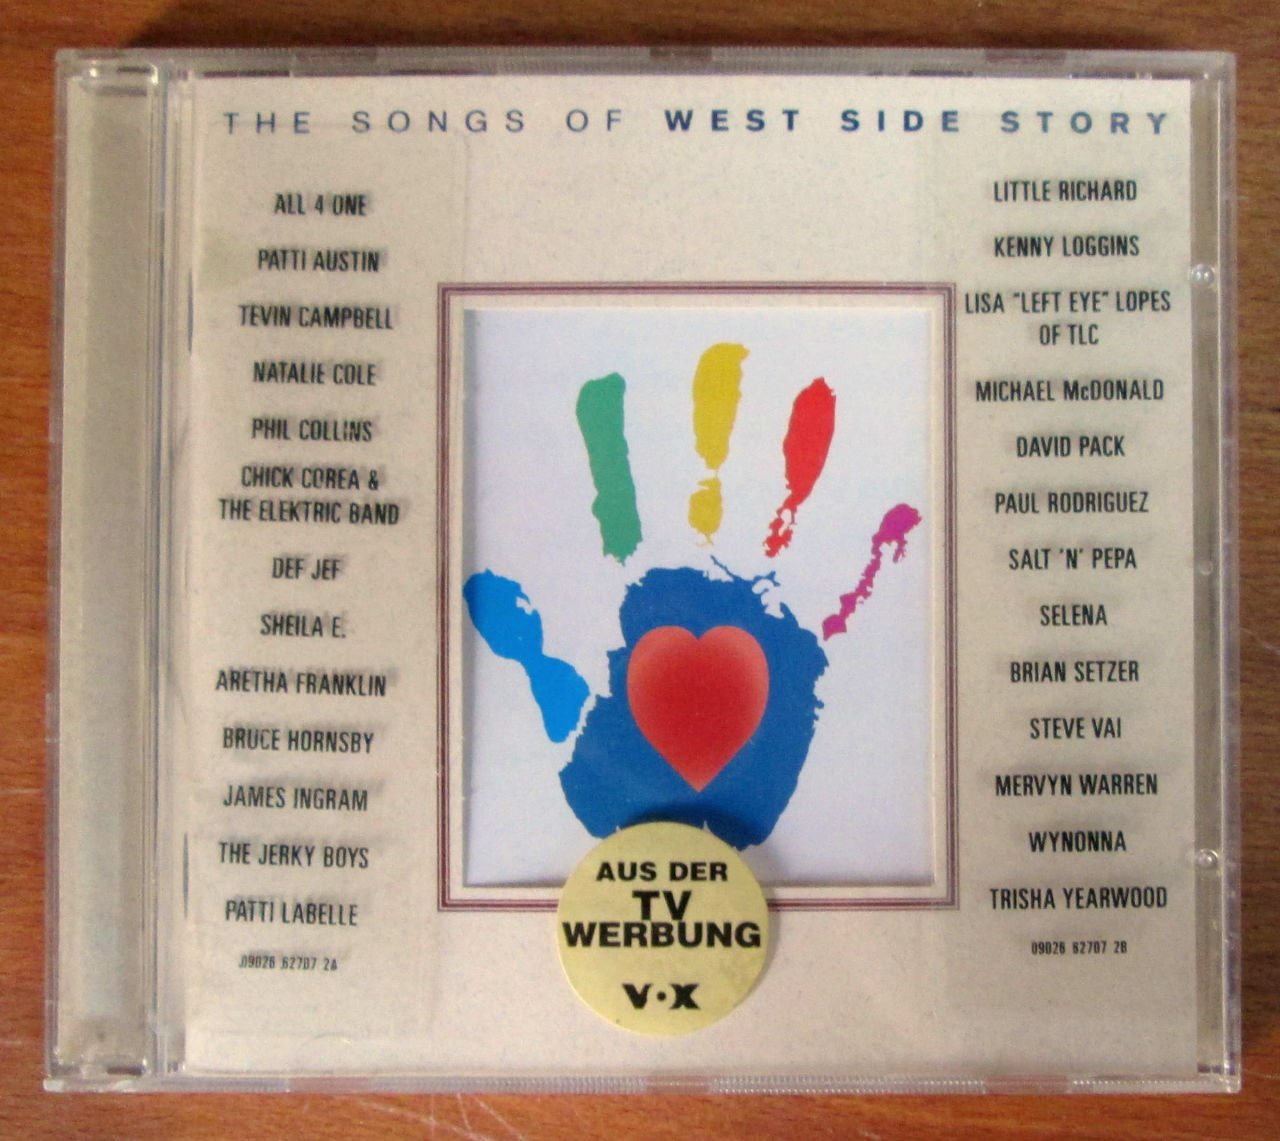 THE SONGS OF WEST SIDE STORY
ALL 4 ONE
PATTI AUSTIN
TEVIN CAMPBELL
NATALIE COLE
PHIL COLLINS
CHICK COREA &
THE ELEKTRIC BAND
DEF JEF
SHEILA E.
ARETHA FRANKLIN
BRUCE HORNSBY
JAMES INGRAM
THE JERKY BOYS
PATTI LABELLE
09026 62707 2A
LITTLE RICHARD
KENNY LOGGINS
LISA "LEFT EYE" LOPES
OF TLC
MICHAEL McDONALD
DAVID PACK
PAUL RODRIGUEZ
SALT 'N' PEPA
SELENA
BRIAN SETZER
STEVE VAI
MERVYN WARREN
WYNONNA
TRISHA YEARWOOD
09026 62707 2B
AUS DER
TV
WERBUNG
VOX